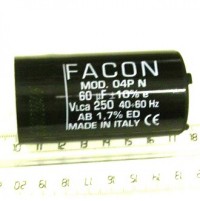 FACON
MOD. 04P N
60 µF ±10% e
VLca 250 40÷60 Hz
AB 1,7% ED
MADE IN ITALY CE